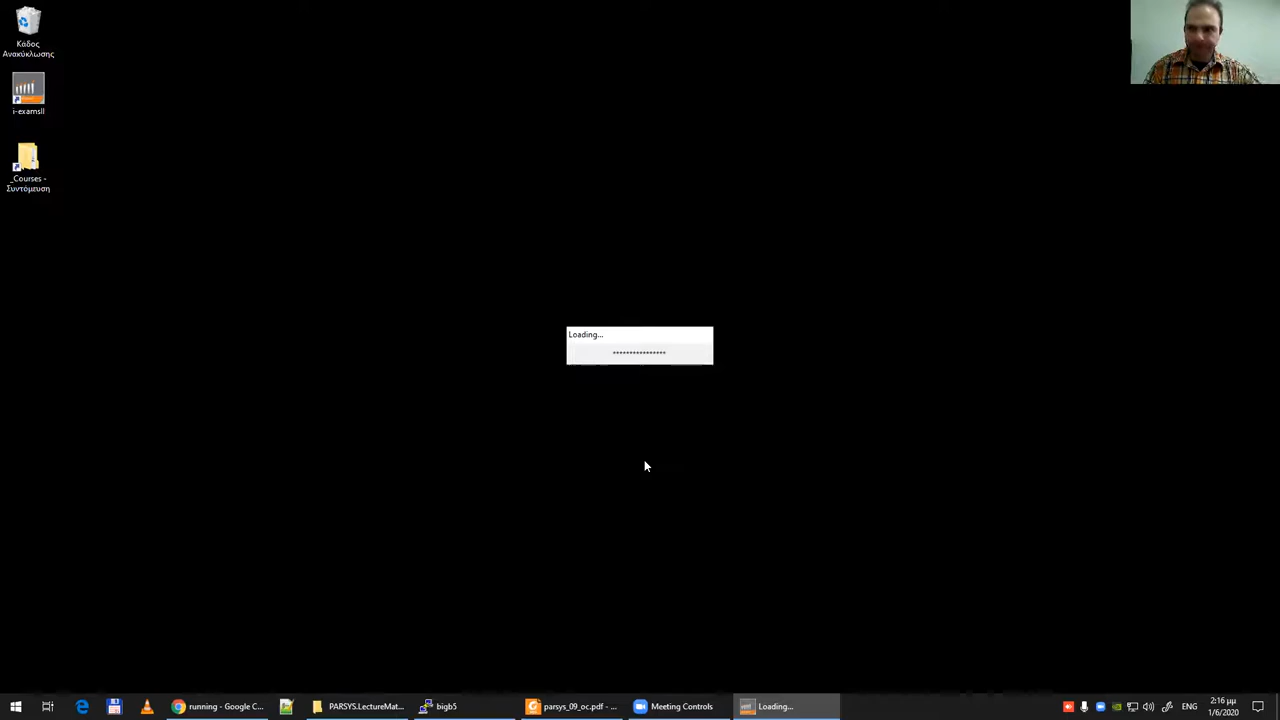 Κάδος
Ανακύκλωσης
i-examsII
_Courses -
Συντόμευση
Loading...
****************
running - Google C...
PARSYS.LectureMat...
bigb5
parsys_09_oc.pdf - ...
Meeting Controls
Loading...
ENG
2:16 μμ
1/6/2020